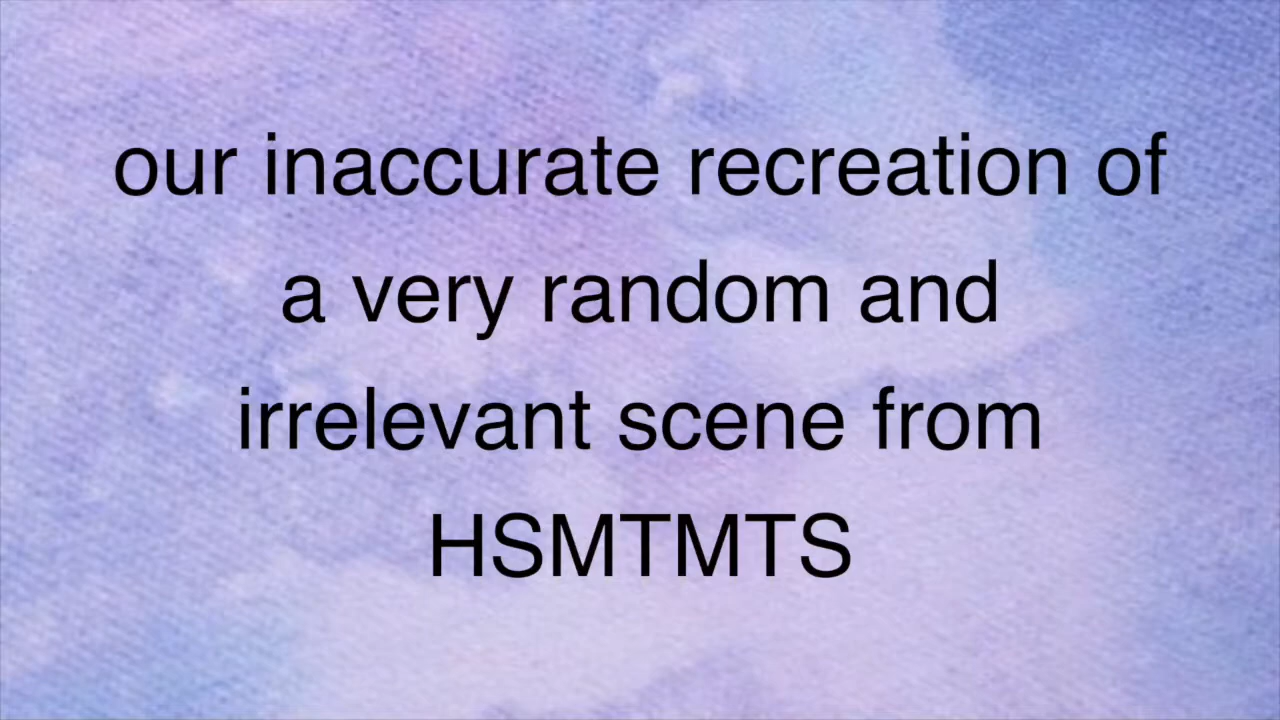 our inaccurate recreation of
a very random and
irrelevant scene from
HSMTMTS